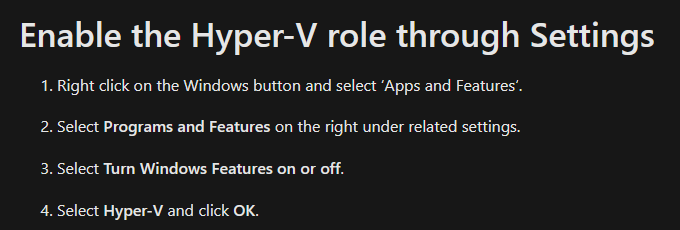 Enable the Hyper-V role through Settings
1. Right click on the Windows button and select ‘Apps and Features’.
2. Select Programs and Features on the right under related settings.
3. Select Turn Windows Features on or off.
4. Select Hyper-V and click OK.